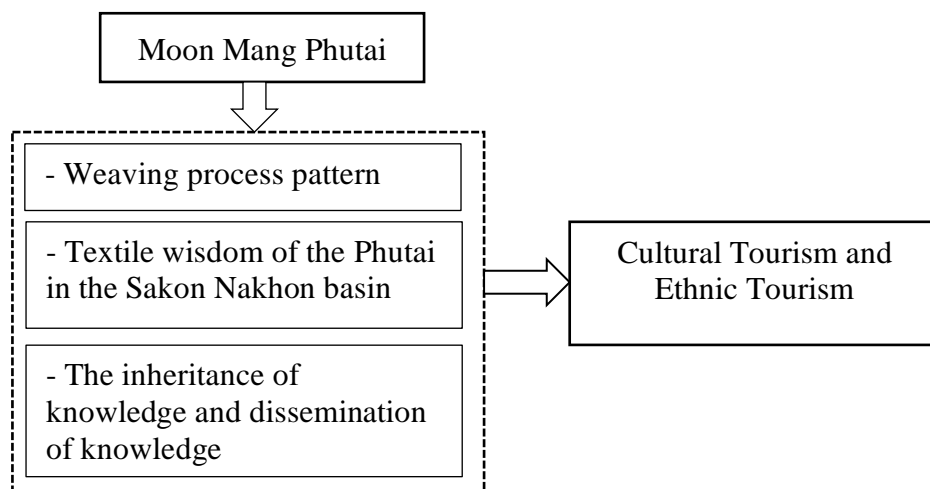 Moon Mang Phutai
- Weaving process pattern
- Textile wisdom of the Phutai
in the Sakon Nakhon basin
- The inheritance of
knowledge and dissemination
of knowledge
Cultural Tourism and
Ethnic Tourism